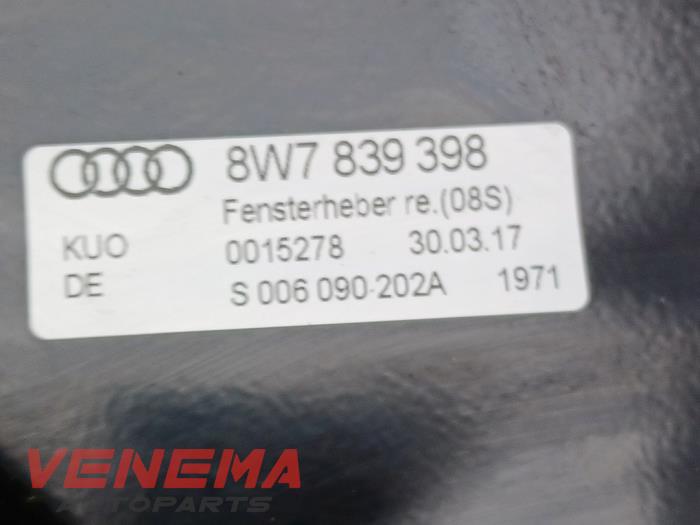 8W7 839 398
Fensterheber re.(08S)
KUO 0015278 30.03.17
DE S 006 090-202A 1971
VENEMA
AUTOPARTS